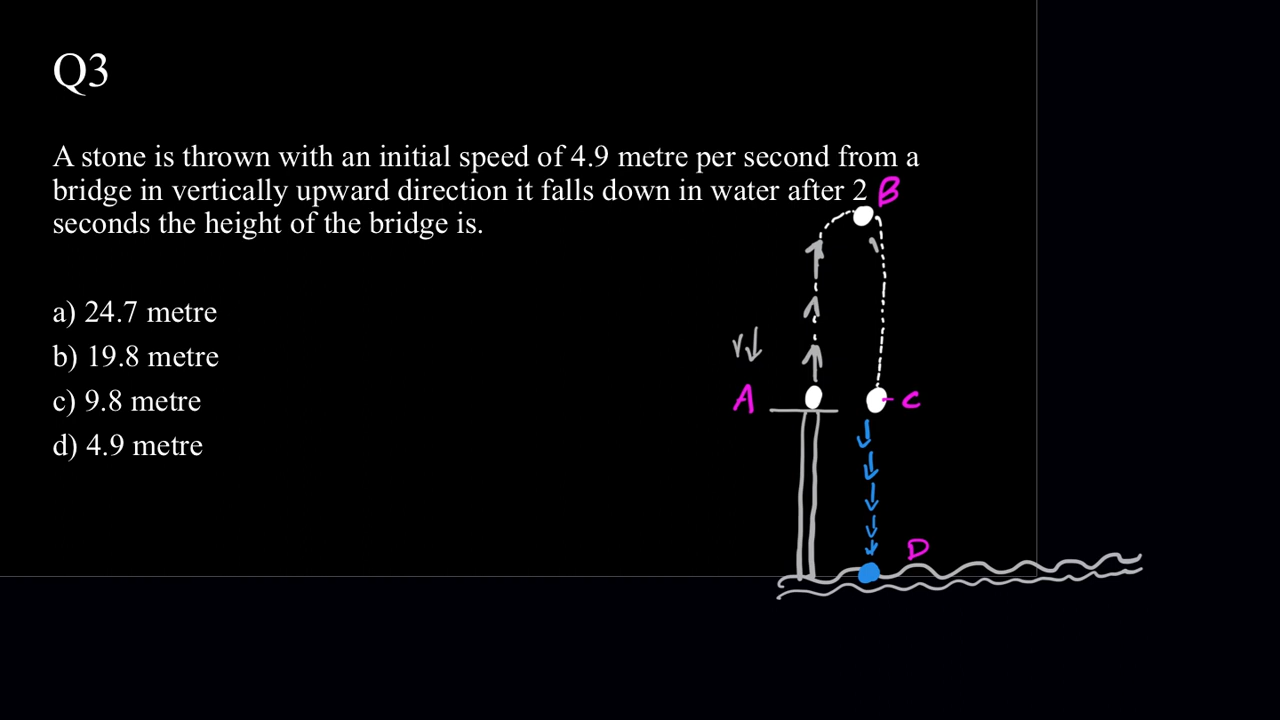 Q3
A stone is thrown with an initial speed of 4.9 metre per second from a
bridge in vertically upward direction it falls down in water after 2
seconds the height of the bridge is.
B
a) 24.7 metre
b) 19.8 metre
c) 9.8 metre
d) 4.9 metre
v↓
A
- C
D